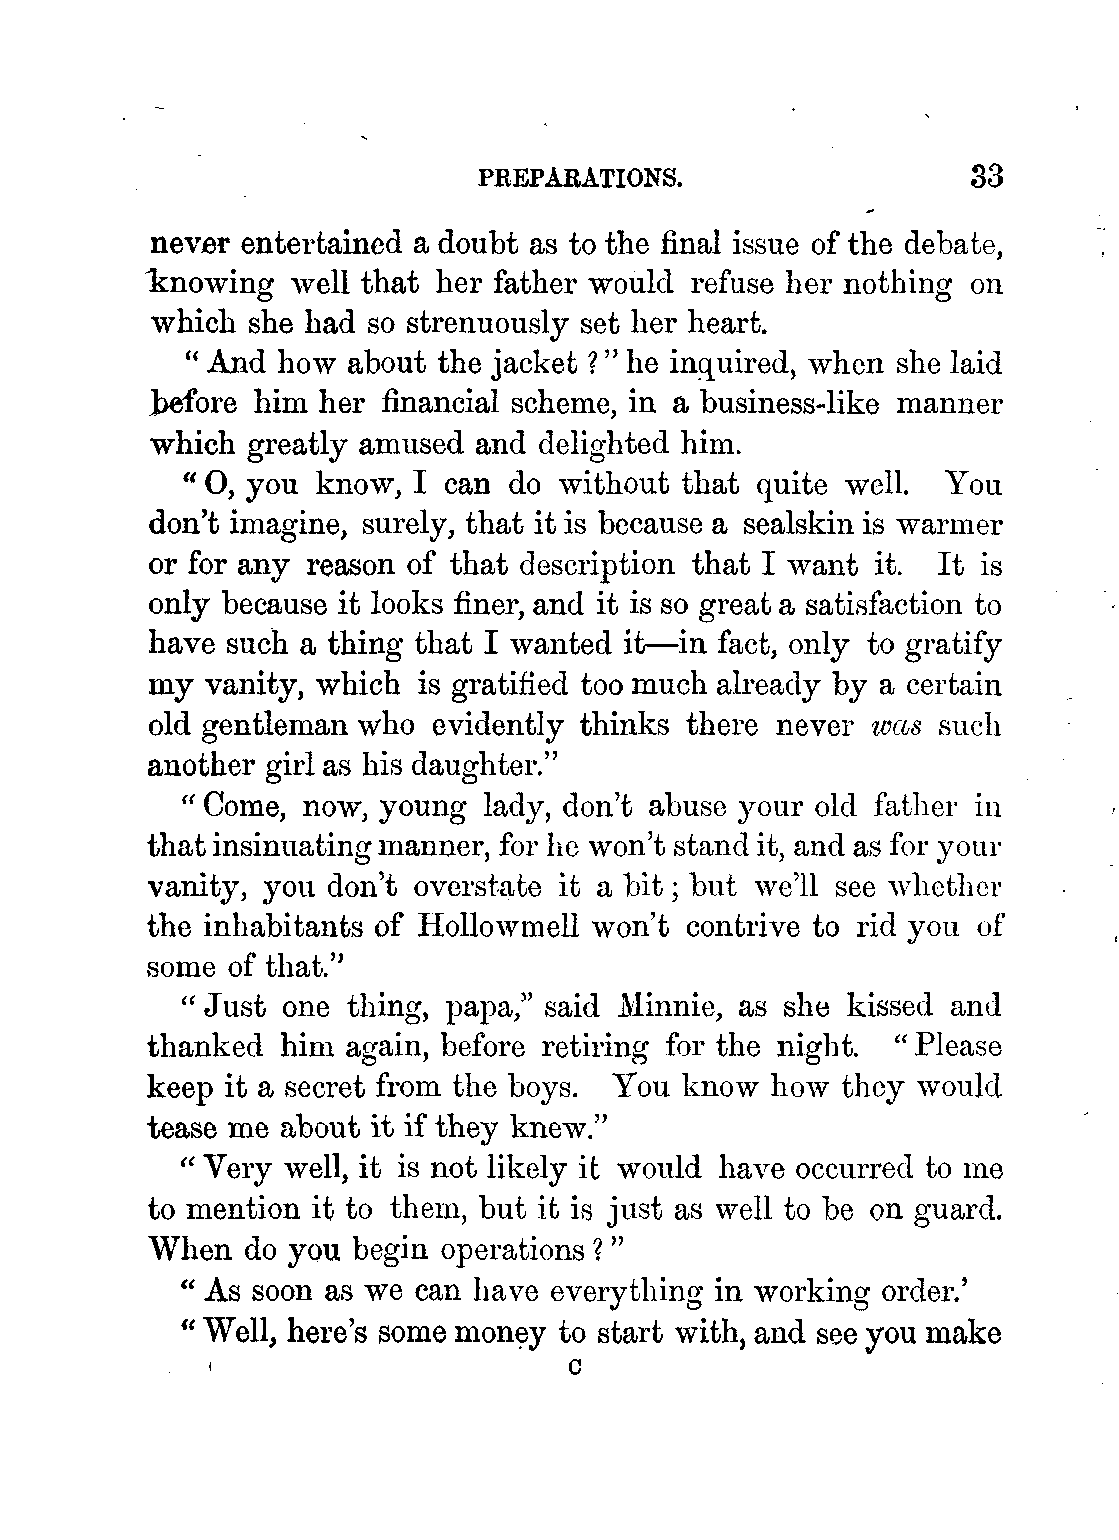 PREPARATIONS. 33
never entertained a doubt as to the final issue of the debate,
knowing well that her father would refuse her nothing on
which she had so strenuously set her heart.
“ And how about the jacket ? ” he inquired, when she laid
before him her financial scheme, in a business-like manner
which greatly amused and delighted him.
“ O, you know, I can do without that quite well. You
don’t imagine, surely, that it is because a sealskin is warmer
or for any reason of that description that I want it. It is
only because it looks finer, and it is so great a satisfaction to
have such a thing that I wanted it—in fact, only to gratify
my vanity, which is gratified too much already by a certain
old gentleman who evidently thinks there never was such
another girl as his daughter.”
“ Come, now, young lady, don’t abuse your old father in
that insinuating manner, for he won’t stand it, and as for your
vanity, you don’t overstate it a bit ; but we’ll see whether
the inhabitants of Hollowmell won’t contrive to rid you of
some of that.”
“ Just one thing, papa,” said Minnie, as she kissed and
thanked him again, before retiring for the night. “ Please
keep it a secret from the boys. You know how they would
tease me about it if they knew.”
“ Very well, it is not likely it would have occurred to me
to mention it to them, but it is just as well to be on guard.
When do you begin operations ? ”
“ As soon as we can have everything in working order.’
“ Well, here’s some money to start with, and see you make
C